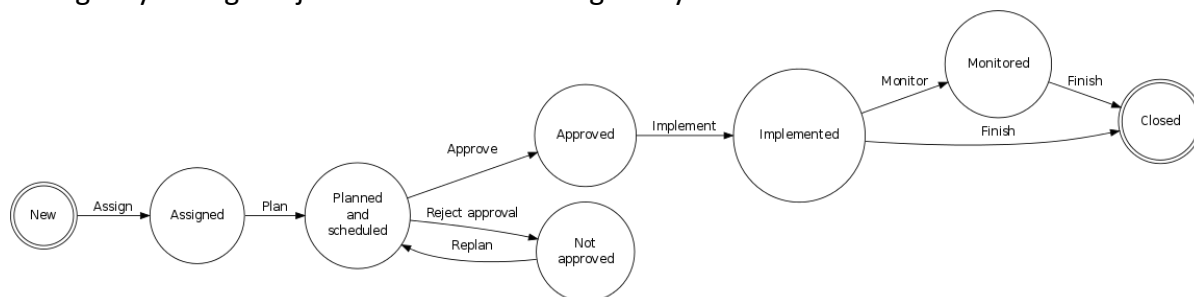 New
Assign
Assigned
Plan
Planned
and
scheduled
Approve
Reject approval
Replan
Approved
Not
approved
Implement
Implemented
Monitor
Monitored
Finish
Finish
Closed